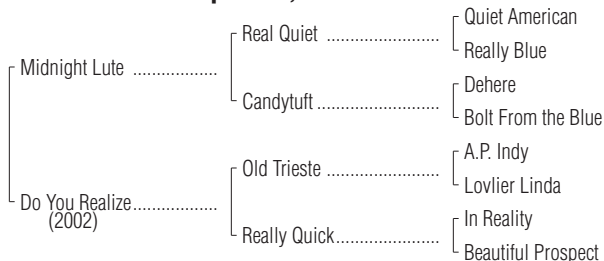 Quiet American
Real Quiet ........................
Really Blue
Midnight Lute ..................
Dehere
Candytuft ..........................
Bolt From the Blue
A.P. Indy
Old Trieste ........................
Lovlier Linda
Do You Realize ..................
(2002)
In Reality
Really Quick ......................
Beautiful Prospect